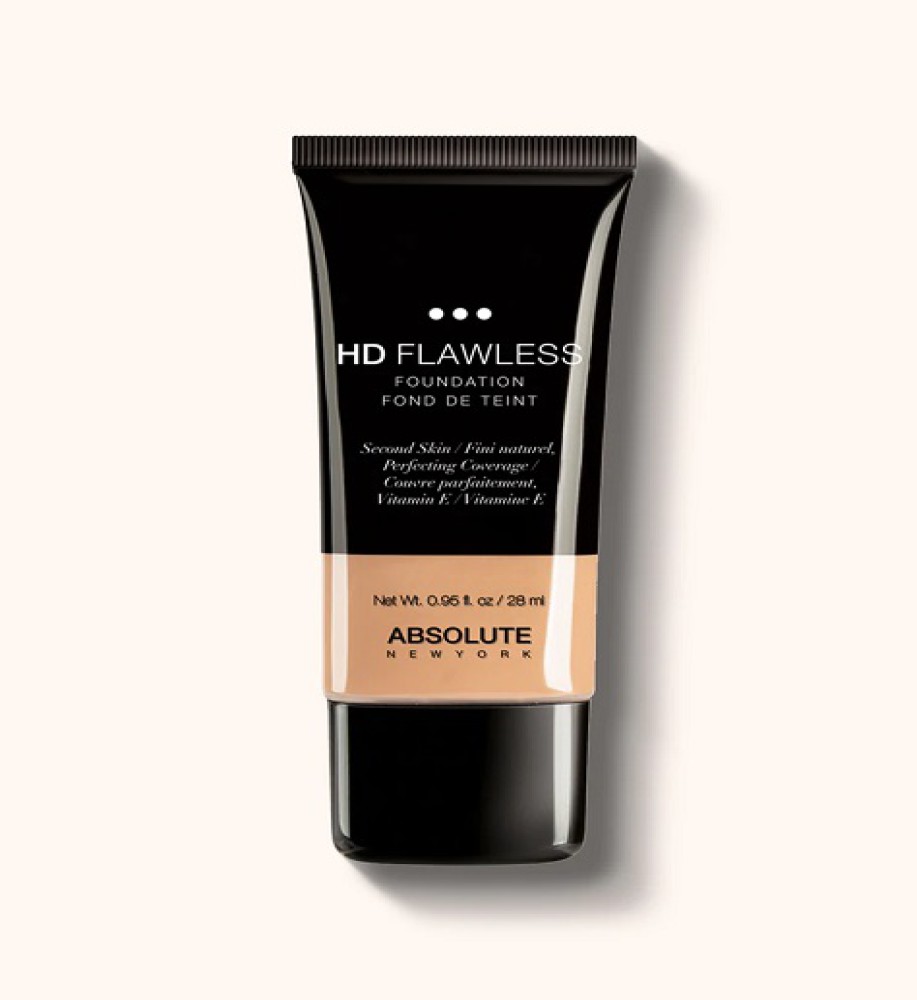 HD FLAWLESS
FOUNDATION
FOND DE TEINT
Second Skin / Fini naturel,
Perfecting Coverage /
Couvre parfaitement,
Vitamin E / Vitamine E
Net Wt. 0.95 fl. oz / 28 ml
ABSOLUTE
NEW YORK